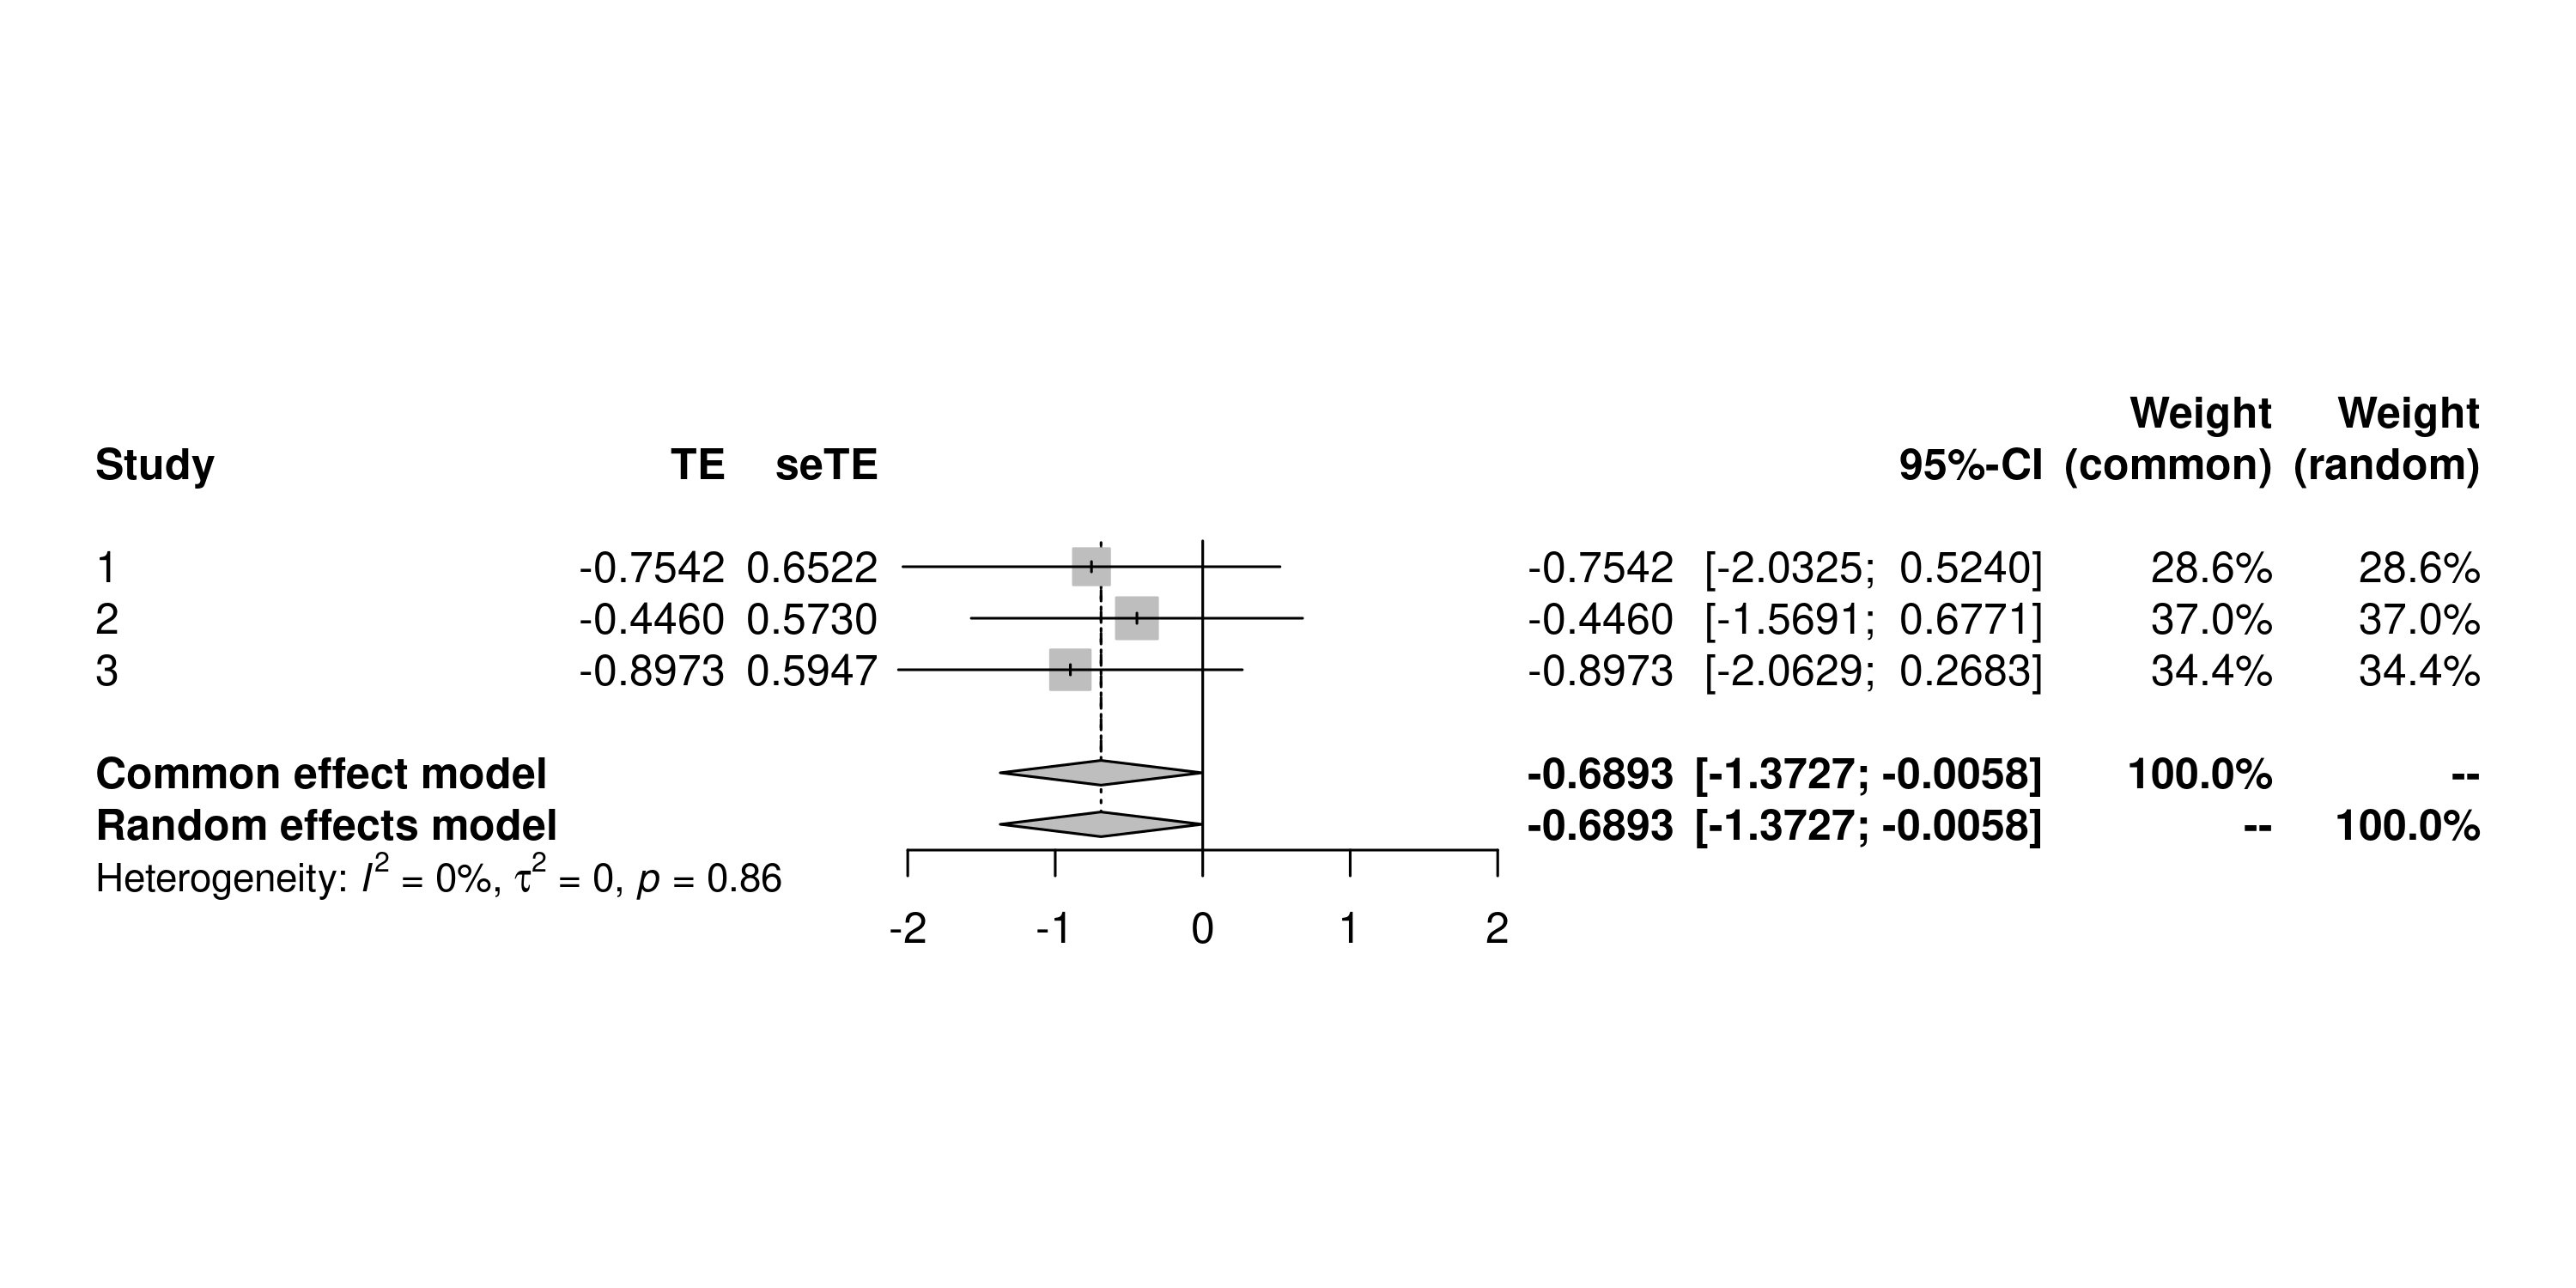 Weight Weight
Study TE seTE 95%-CI (common) (random)
1 -0.7542 0.6522 -0.7542 [-2.0325; 0.5240] 28.6% 28.6%
2 -0.4460 0.5730 -0.4460 [-1.5691; 0.6771] 37.0% 37.0%
3 -0.8973 0.5947 -0.8973 [-2.0629; 0.2683] 34.4% 34.4%
Common effect model -0.6893 [-1.3727; -0.0058] 100.0% --
Random effects model -0.6893 [-1.3727; -0.0058] -- 100.0%
Heterogeneity: I² = 0%, τ² = 0, p = 0.86
-2 -1 0 1 2